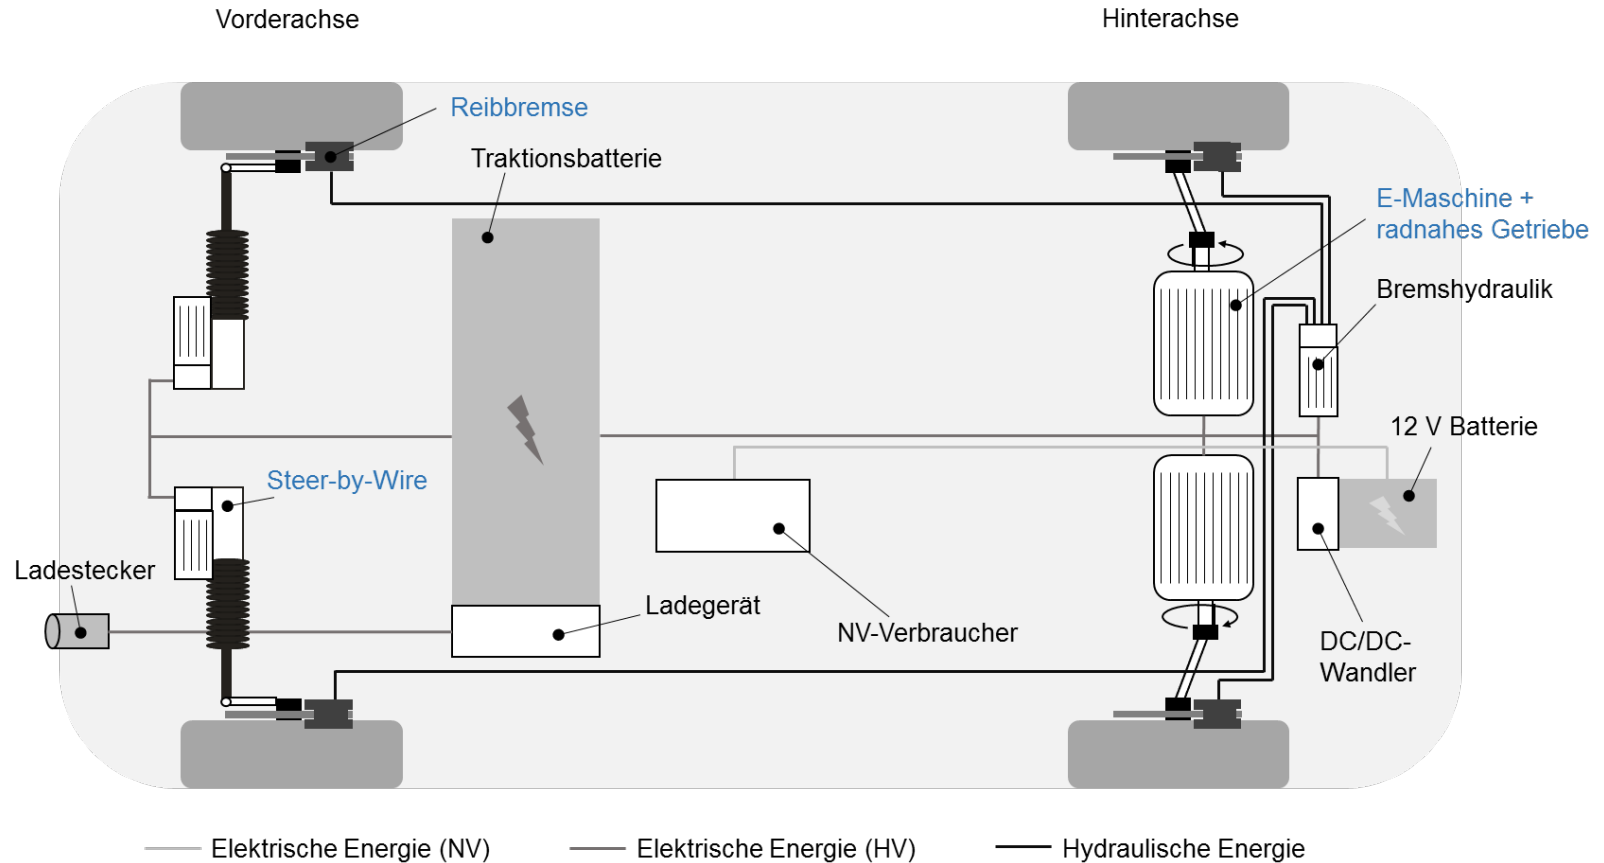 Vorderachse
Hinterachse
Reibbremse
Traktionsbatterie
E-Maschine +
radnahes Getriebe
Bremshydraulik
12 V Batterie
Steer-by-Wire
Ladestecker
Ladegerät
NV-Verbraucher
DC/DC-
Wandler
Elektrische Energie (NV)
Elektrische Energie (HV)
Hydraulische Energie